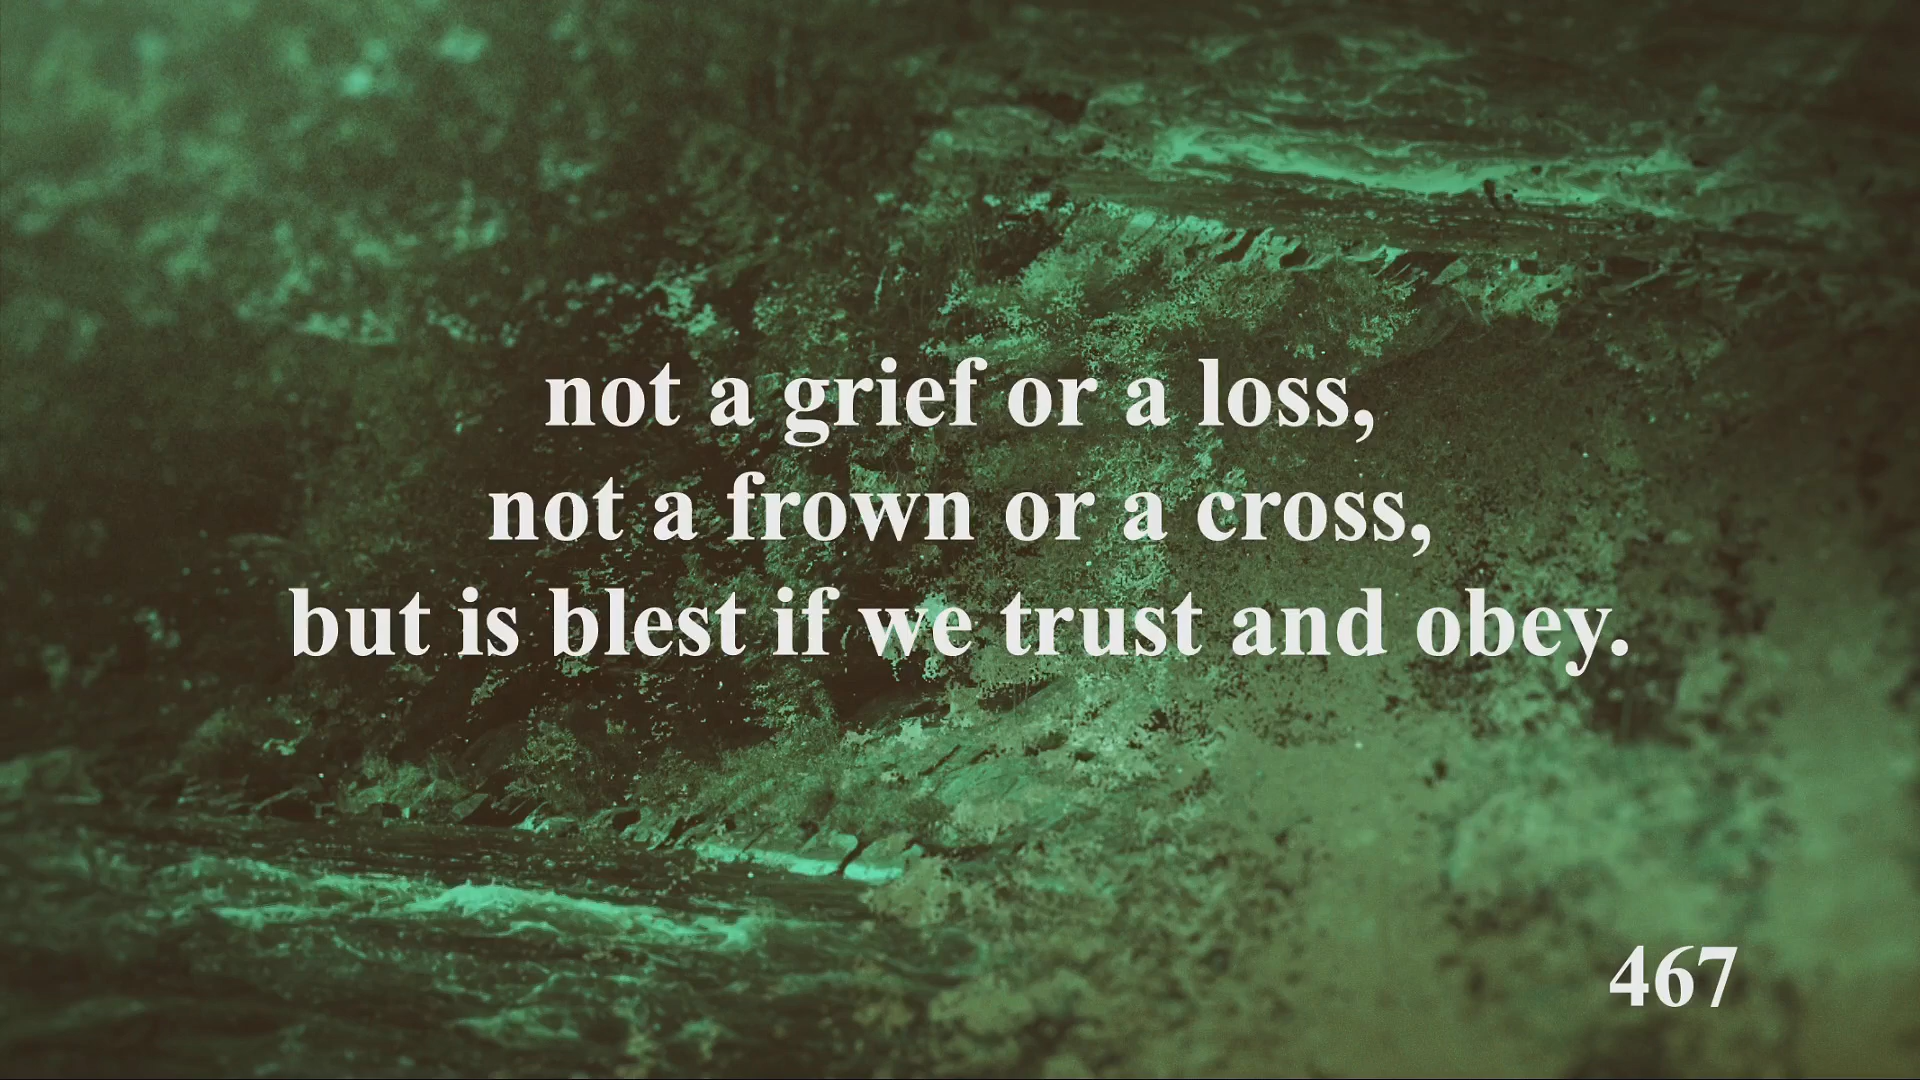 not a grief or a loss,
not a frown or a cross,
but is blest if we trust and obey.
467